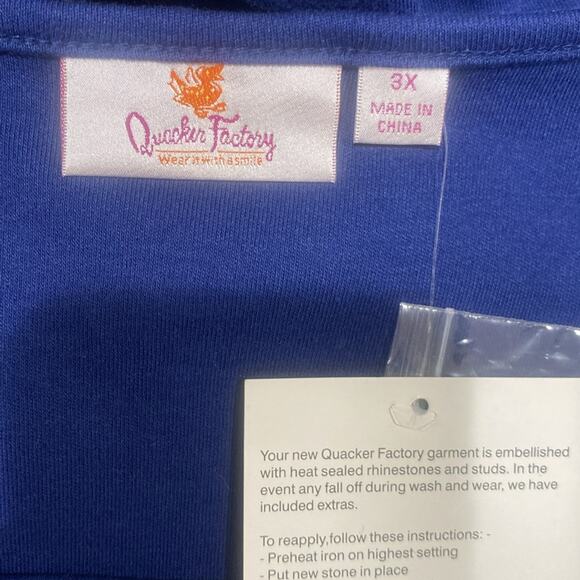 Quacker Factory
Wear it with a smile
3X
MADE IN
CHINA
Your new Quacker Factory garment is embellished
with heat sealed rhinestones and studs. In the
event any fall off during wash and wear, we have
included extras.
To reapply,follow these instructions: -
- Preheat iron on highest setting
- Put new stone in place